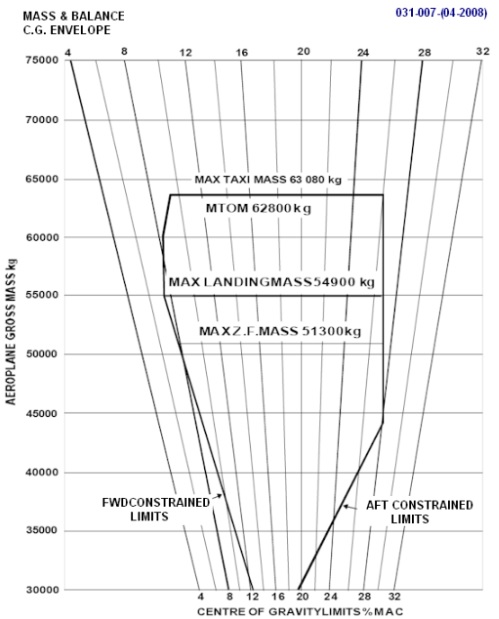 MASS & BALANCE
031-007-(04-2008)
C.G. ENVELOPE
4 8 12 16 20 24 28 32
75000
70000
65000
MAX TAXI MASS 63 080 kg
MTOM 62800kg
60000
MAX LANDINGMASS54900 kg
55000
MAXZ.F.MASS 51300kg
50000
45000
40000
FWDCONSTRAINED
LIMITS
AFT CONSTRAINED
LIMITS
35000
30000
AEROPLANE GROSS MASS kg
4 8 12 16 20 24 28 32
CENTRE OF GRAVITYLIMITS%MAC